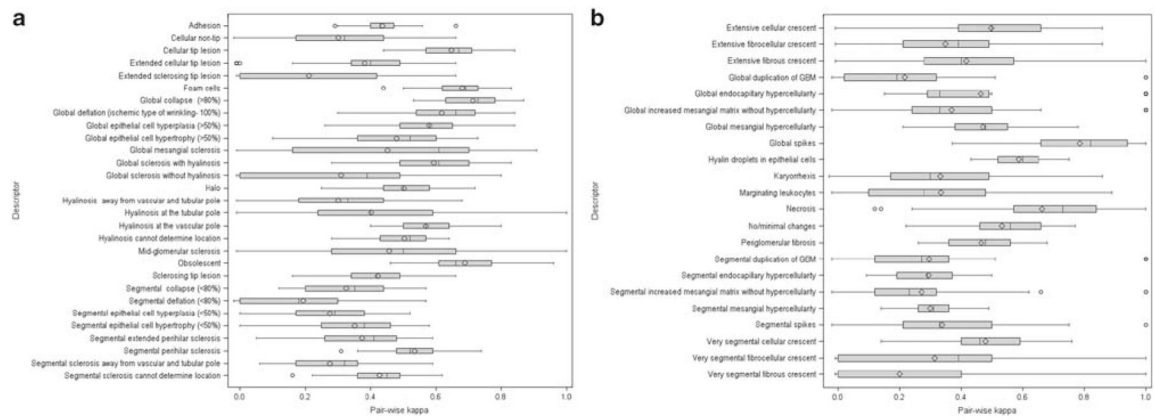 a
Adhesion
Cellular non-tip
Cellular tip lesion
Extended cellular tip lesion
Extended sclerosing tip lesion
Foam cells
Global collapse (>80%)
Global deflation (ischemic type of wrinkling- 100%)
Global epithelial cell hyperplasia (>50%)
Global epithelial cell hypertrophy (>50%)
Global mesangial sclerosis
Global sclerosis with hyalinosis
Global sclerosis without hyalinosis
Halo
Hyalinosis away from vascular and tubular pole
Hyalinosis at the tubular pole
Hyalinosis at the vascular pole
Hyalinosis cannot determine location
Mid-glomerular sclerosis
Obsolescent
Sclerosing tip lesion
Segmental collapse (<80%)
Segmental deflation (<80%)
Segmental epithelial cell hyperplasia (<50%)
Segmental epithelial cell hypertrophy (<50%)
Segmental extended perihilar sclerosis
Segmental perihilar sclerosis
Segmental sclerosis away from vascular and tubular pole
Segmental sclerosis cannot determine location
Descriptor
0.0 0.2 0.4 0.6 0.8 1.0
Pair-wise kappa
b
Extensive cellular crescent
Extensive fibrocellular crescent
Extensive fibrous crescent
Global duplication of GBM
Global endocapillary hypercellularity
Global increased mesangial matrix without hypercellularity
Global mesangial hypercellularity
Global spikes
Hyalin droplets in epithelial cells
Karyorrhexis
Marginating leukocytes
Necrosis
No/minimal changes
Periglomerular fibrosis
Segmental duplication of GBM
Segmental endocapillary hypercellularity
Segmental increased mesangial matrix without hypercellularity
Segmental mesangial hypercellularity
Segmental spikes
Very segmental cellular crescent
Very segmental fibrocellular crescent
Very segmental fibrous crescent
Descriptor
0.0 0.2 0.4 0.6 0.8 1.0
Pair-wise kappa